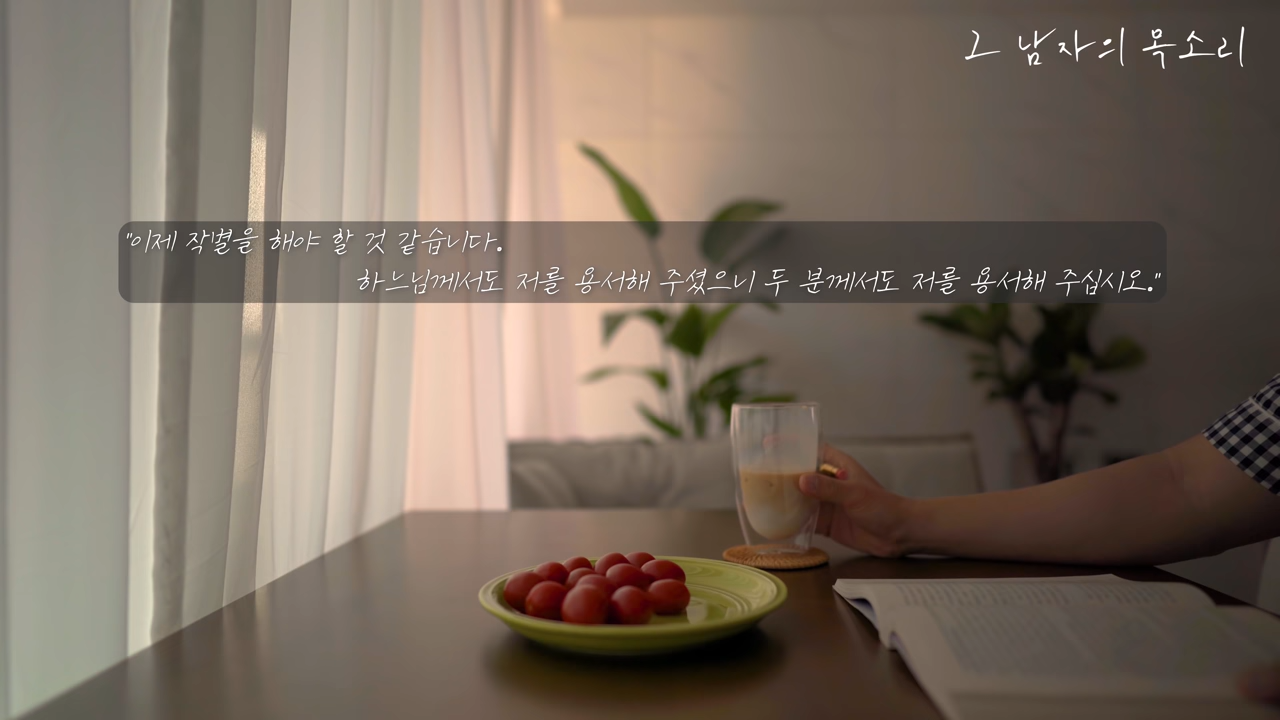 그 남자의 목소리
"이제 작별을 해야 할 것 같습니다.
하느님께서도 저를 용서해 주셨으니 두 분께서도 저를 용서해 주십시오."